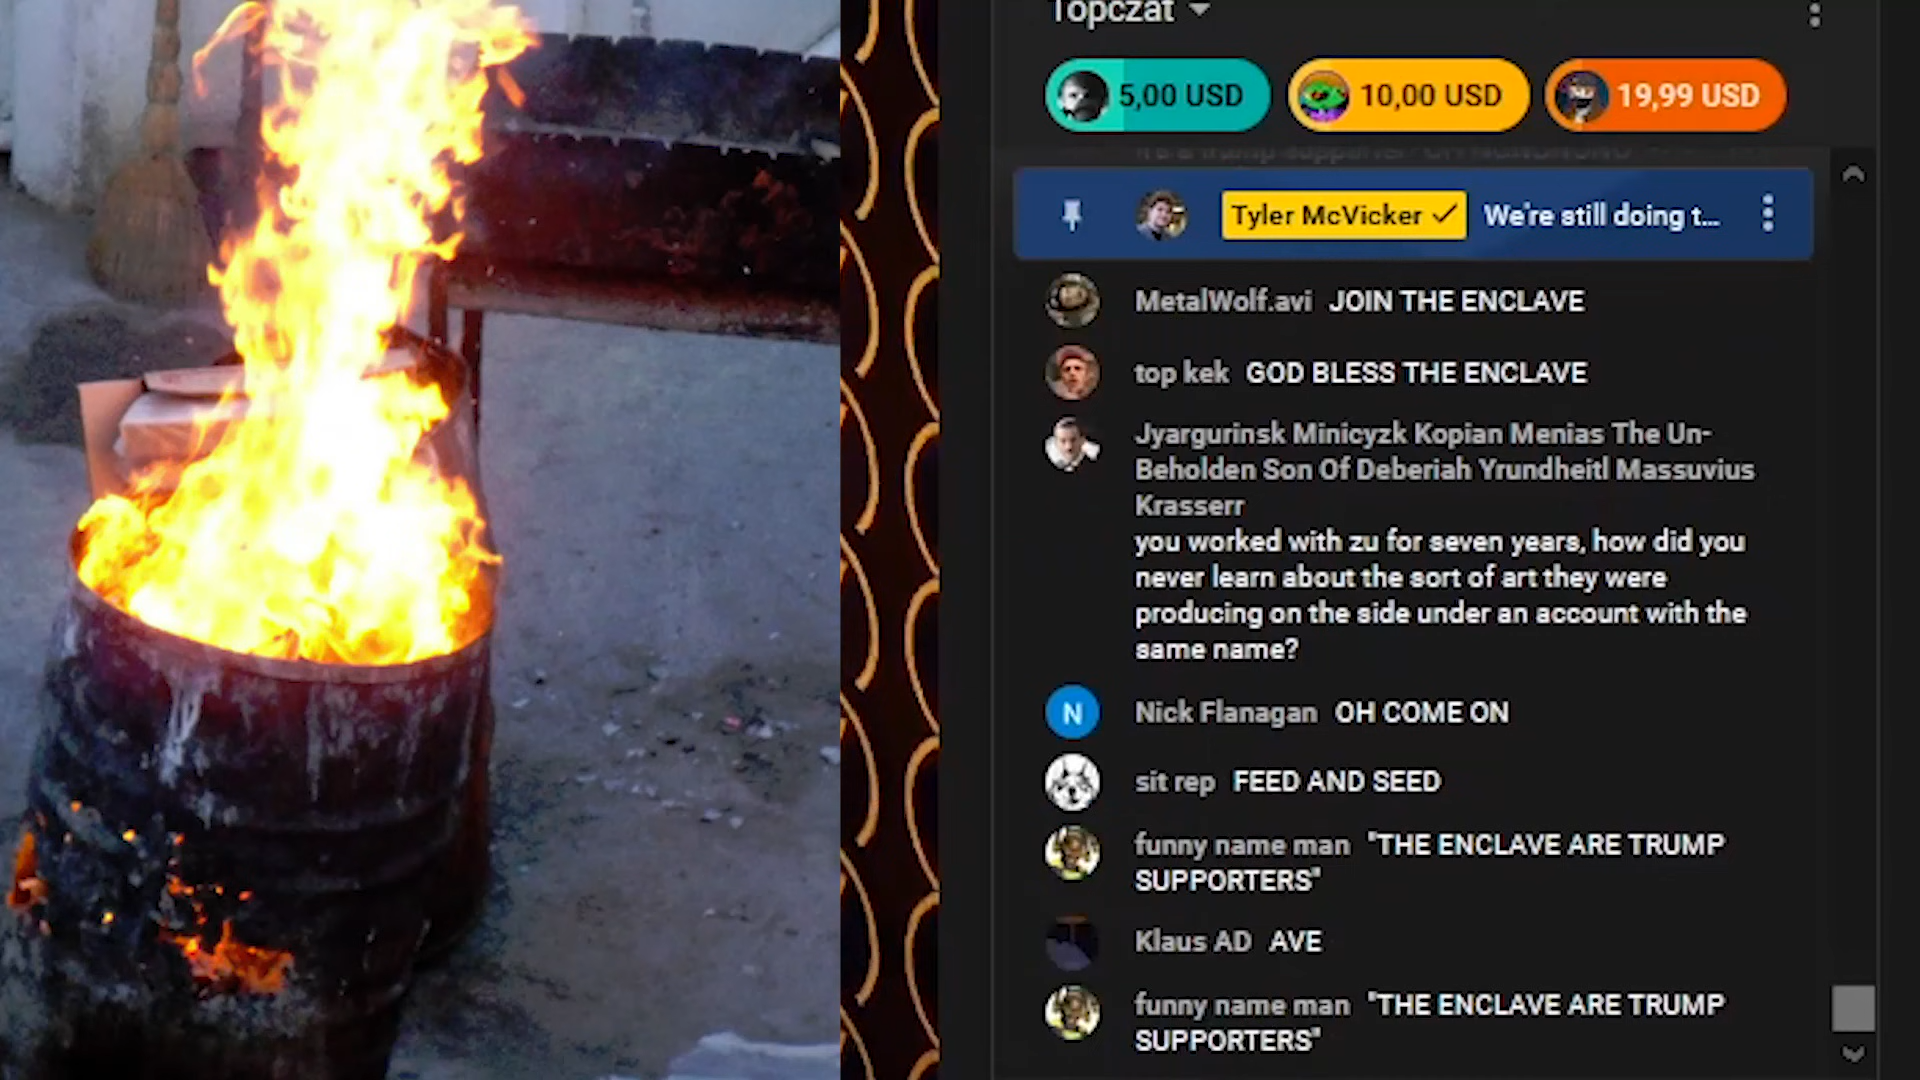 Topczat
5,00 USD
10,00 USD
19,99 USD
Tyler McVicker We're still doing t...
MetalWolf.avi JOIN THE ENCLAVE
top kek GOD BLESS THE ENCLAVE
Jyargurinsk Minicyzk Kopian Menias The Un-
Beholden Son Of Deberiah Yrundheitl Massuvius
Krasserr
you worked with zu for seven years, how did you
never learn about the sort of art they were
producing on the side under an account with the
same name?
N
Nick Flanagan OH COME ON
sit rep FEED AND SEED
funny name man "THE ENCLAVE ARE TRUMP
SUPPORTERS"
Klaus AD AVE
funny name man "THE ENCLAVE ARE TRUMP
SUPPORTERS"